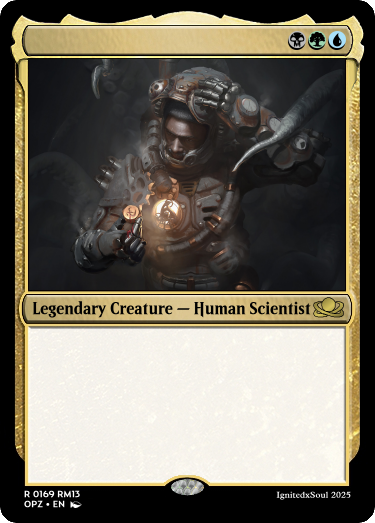 Legendary Creature — Human Scientist
R 0169 RM13
OPZ • EN
IgnitedxSoul 2025